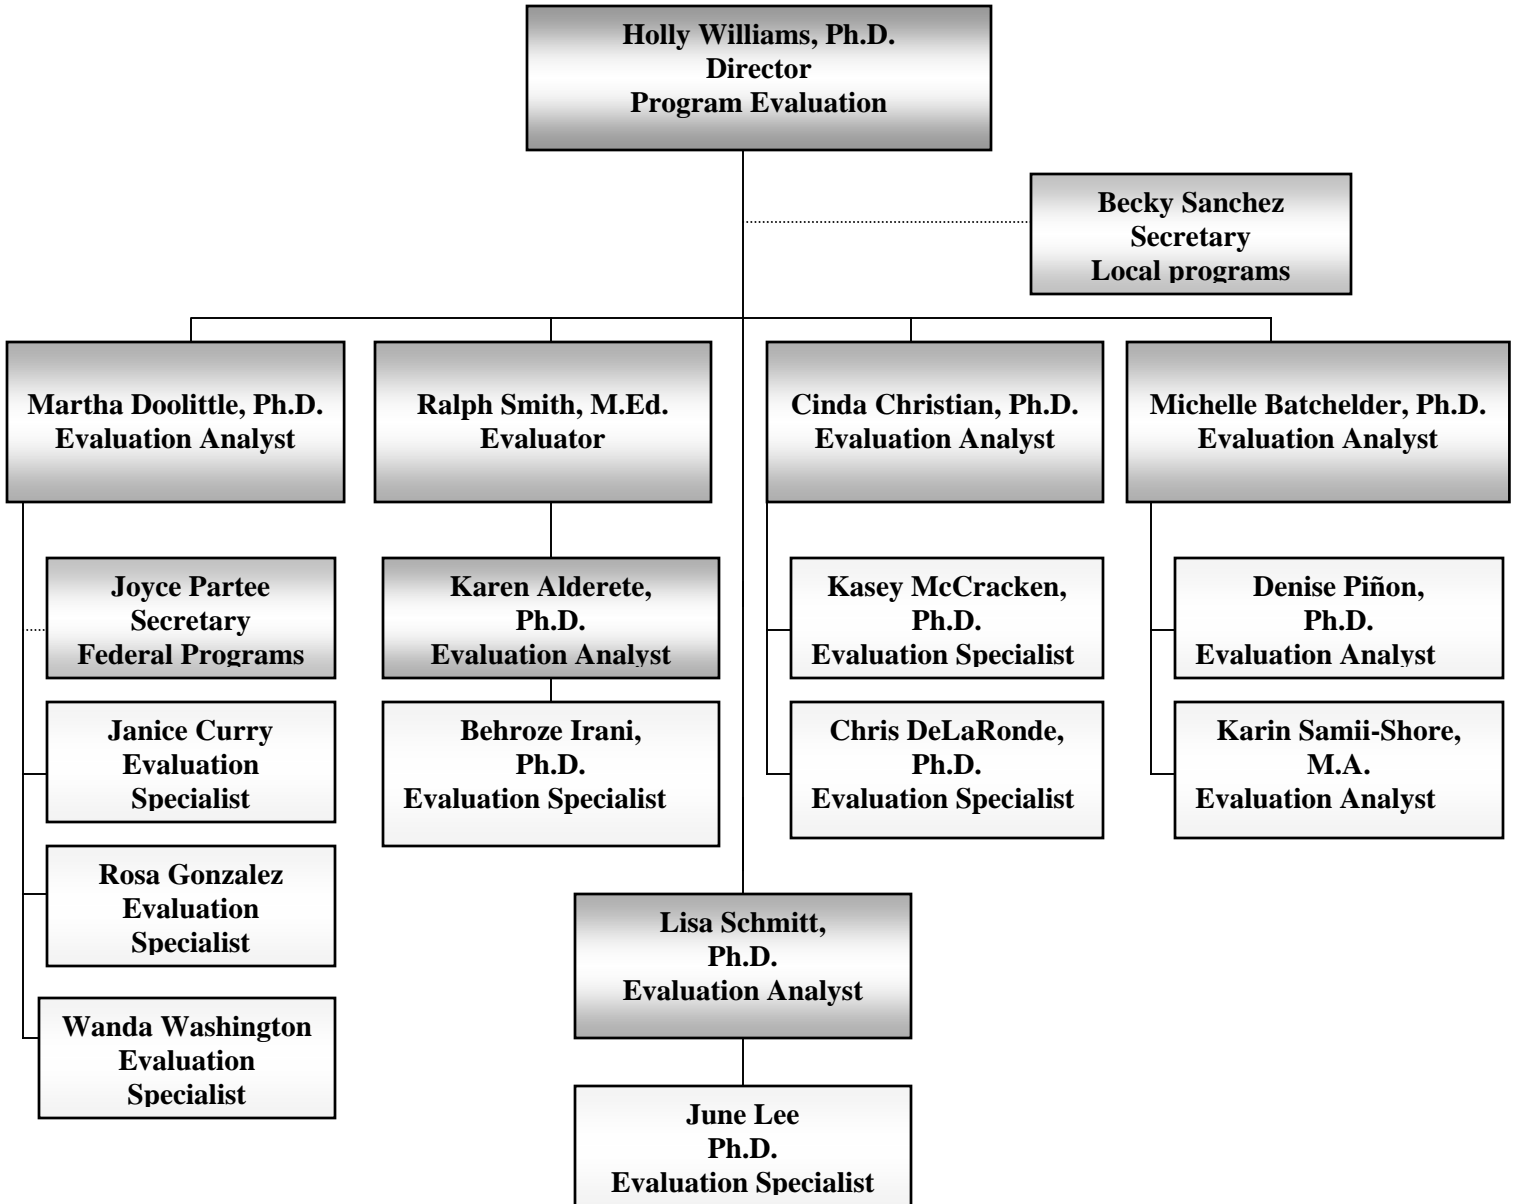 Holly Williams, Ph.D.
Director
Program Evaluation
Becky Sanchez
Secretary
Local programs
Martha Doolittle, Ph.D.
Evaluation Analyst
Ralph Smith, M.Ed.
Evaluator
Cinda Christian, Ph.D.
Evaluation Analyst
Michelle Batchelder, Ph.D.
Evaluation Analyst
Joyce Partee
Secretary
Federal Programs
Karen Alderete,
Ph.D.
Evaluation Analyst
Kasey McCracken,
Ph.D.
Evaluation Specialist
Denise Piñon,
Ph.D.
Evaluation Analyst
Janice Curry
Evaluation
Specialist
Behroze Irani,
Ph.D.
Evaluation Specialist
Chris DeLaRonde,
Ph.D.
Evaluation Specialist
Karin Samii-Shore,
M.A.
Evaluation Analyst
Rosa Gonzalez
Evaluation
Specialist
Lisa Schmitt,
Ph.D.
Evaluation Analyst
Wanda Washington
Evaluation
Specialist
June Lee
Ph.D.
Evaluation Specialist